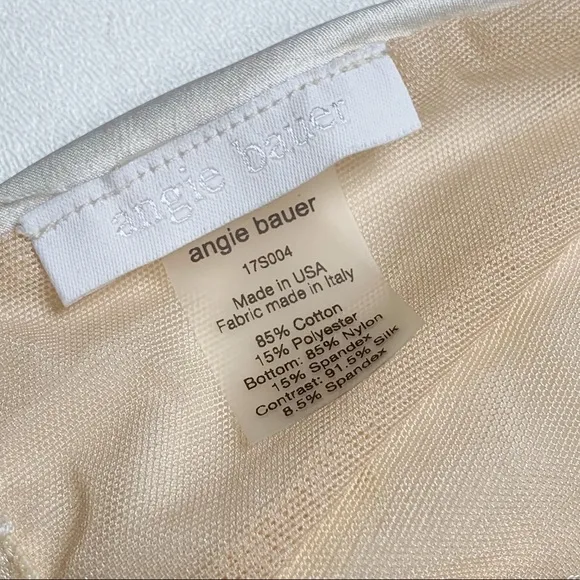 angie bauer
angie bauer
17S004
Made in USA
Fabric made in Italy
85% Cotton
15% Polyester
Bottom: 85% Nylon
15% Spandex
Contrast: 91.5% Silk
8.5% Spandex